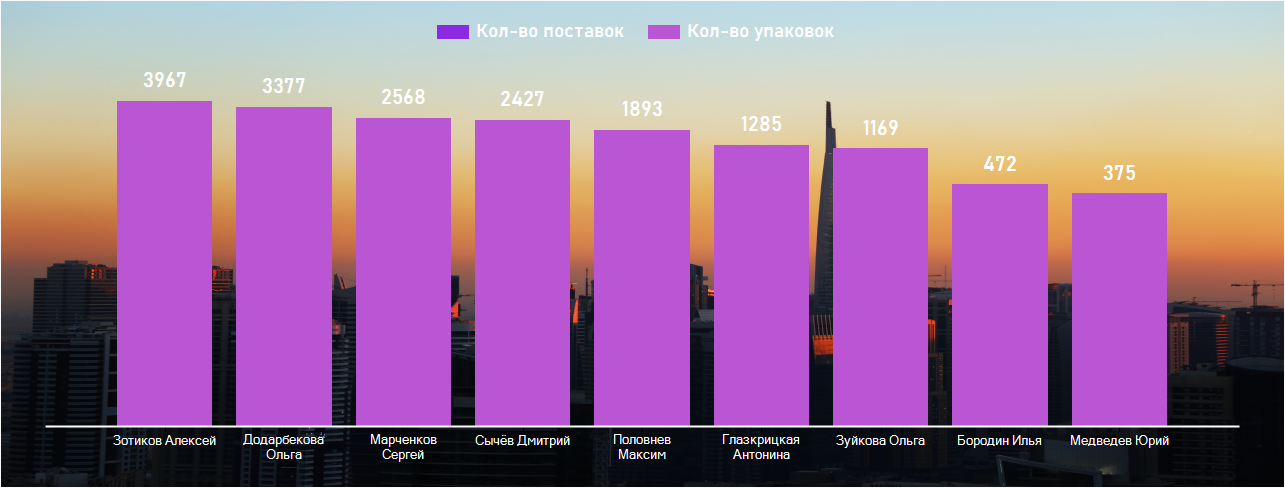 Кол-во поставок Кол-во упаковок
3967 3377 2568 2427 1893 1285 1169 472 375
Зотиков Алексей Додарбекова Ольга Марченков Сергей Сычёв Дмитрий Половнев Максим Глазкрицкая Антонина Зуйкова Ольга Бородин Илья Медведев Юрий